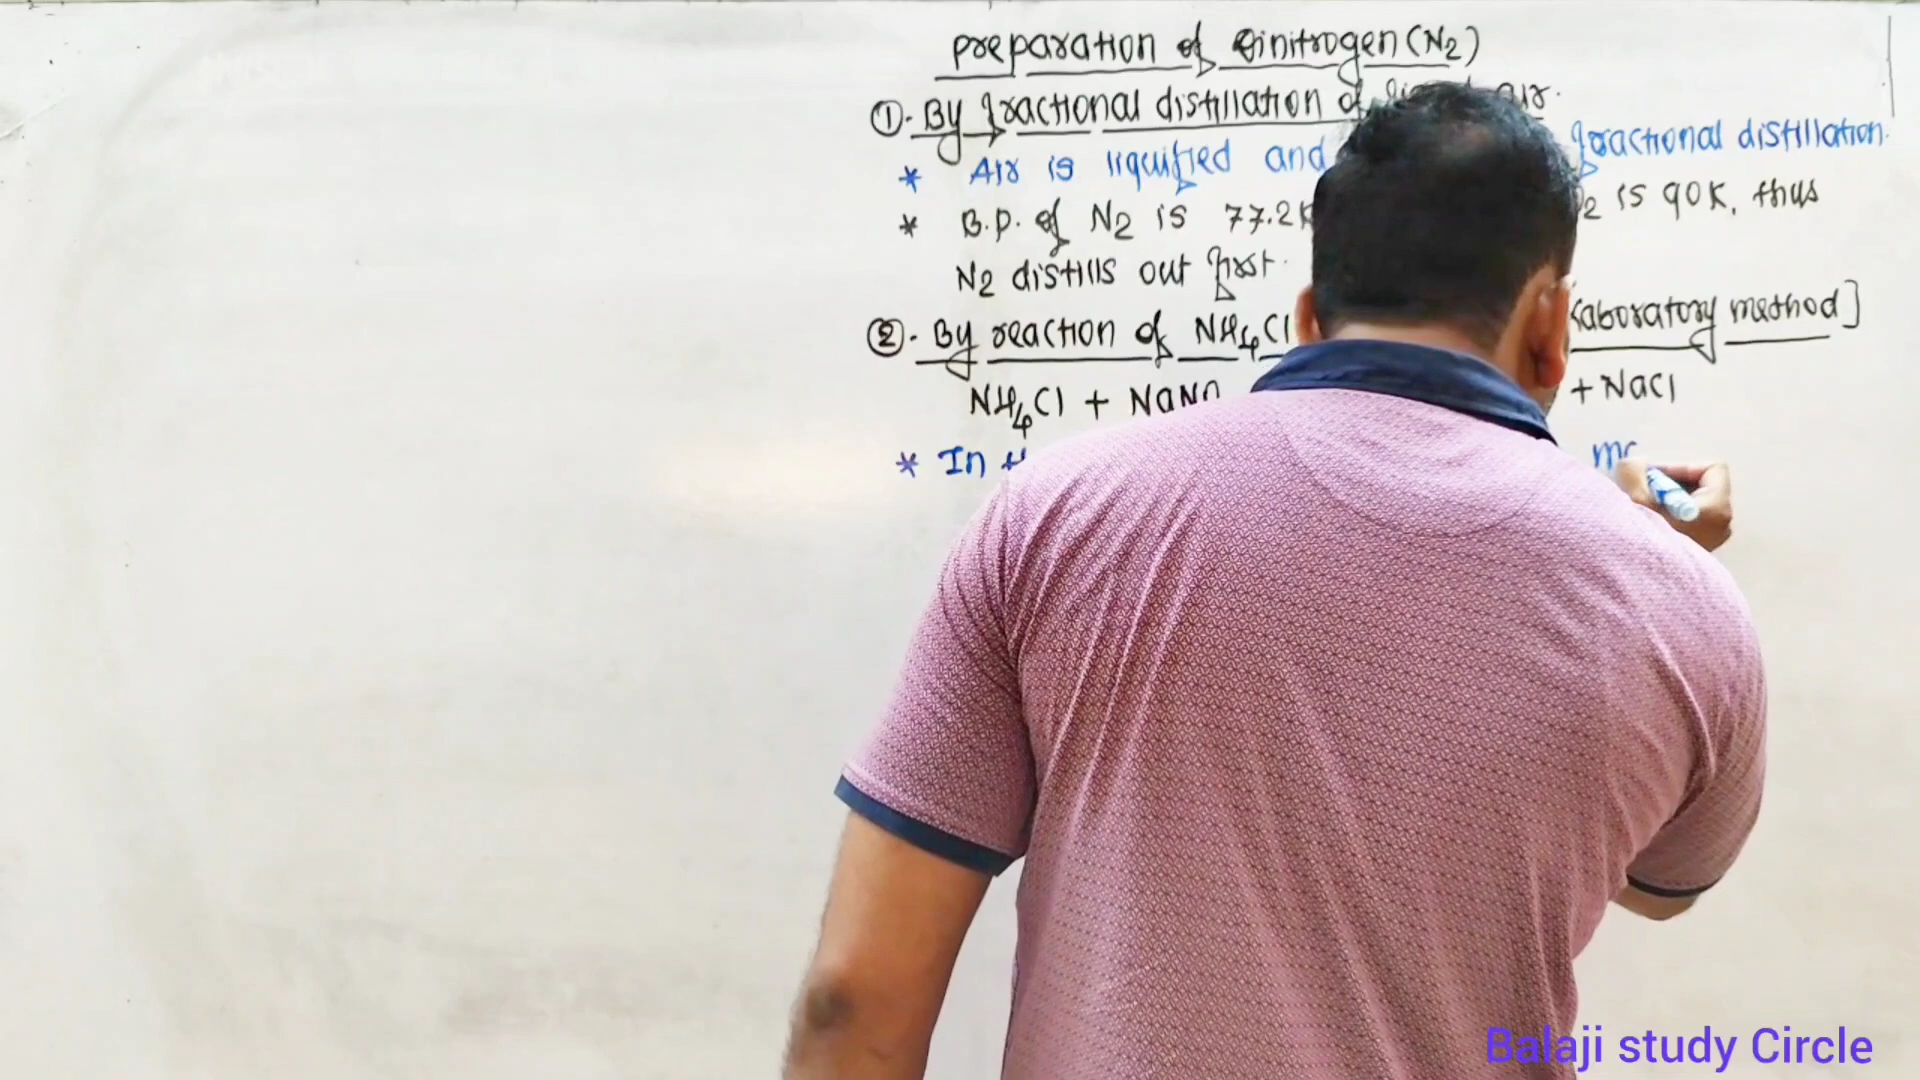 Preparation of Dinitrogen (N2)
①. By fractional distillation of air.
* Air is liquified and fractional distillation.
* B.P. of N2 is 77.2K 2 is 90K, thus
N2 distills out first.
②. By reaction of NH4Cl Laboratory method]
NH4Cl + NaNO + NaCl
* In
Balaji study Circle